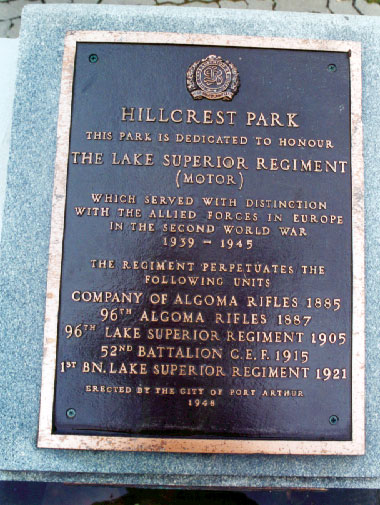 HILLCREST PARK
THIS PARK IS DEDICATED TO HONOUR
THE LAKE SUPERIOR REGIMENT
(MOTOR)
WHICH SERVED WITH DISTINCTION
WITH THE ALLIED FORCES IN EUROPE
IN THE SECOND WORLD WAR
1939 - 1945
THE REGIMENT PERPETUATES THE
FOLLOWING UNITS
COMPANY OF ALGOMA RIFLES 1885
96TH ALGOMA RIFLES 1887
96TH LAKE SUPERIOR REGIMENT 1905
52ND BATTALION C.E.F. 1915
1ST BN. LAKE SUPERIOR REGIMENT 1921
ERECTED BY THE CITY OF PORT ARTHUR
1948